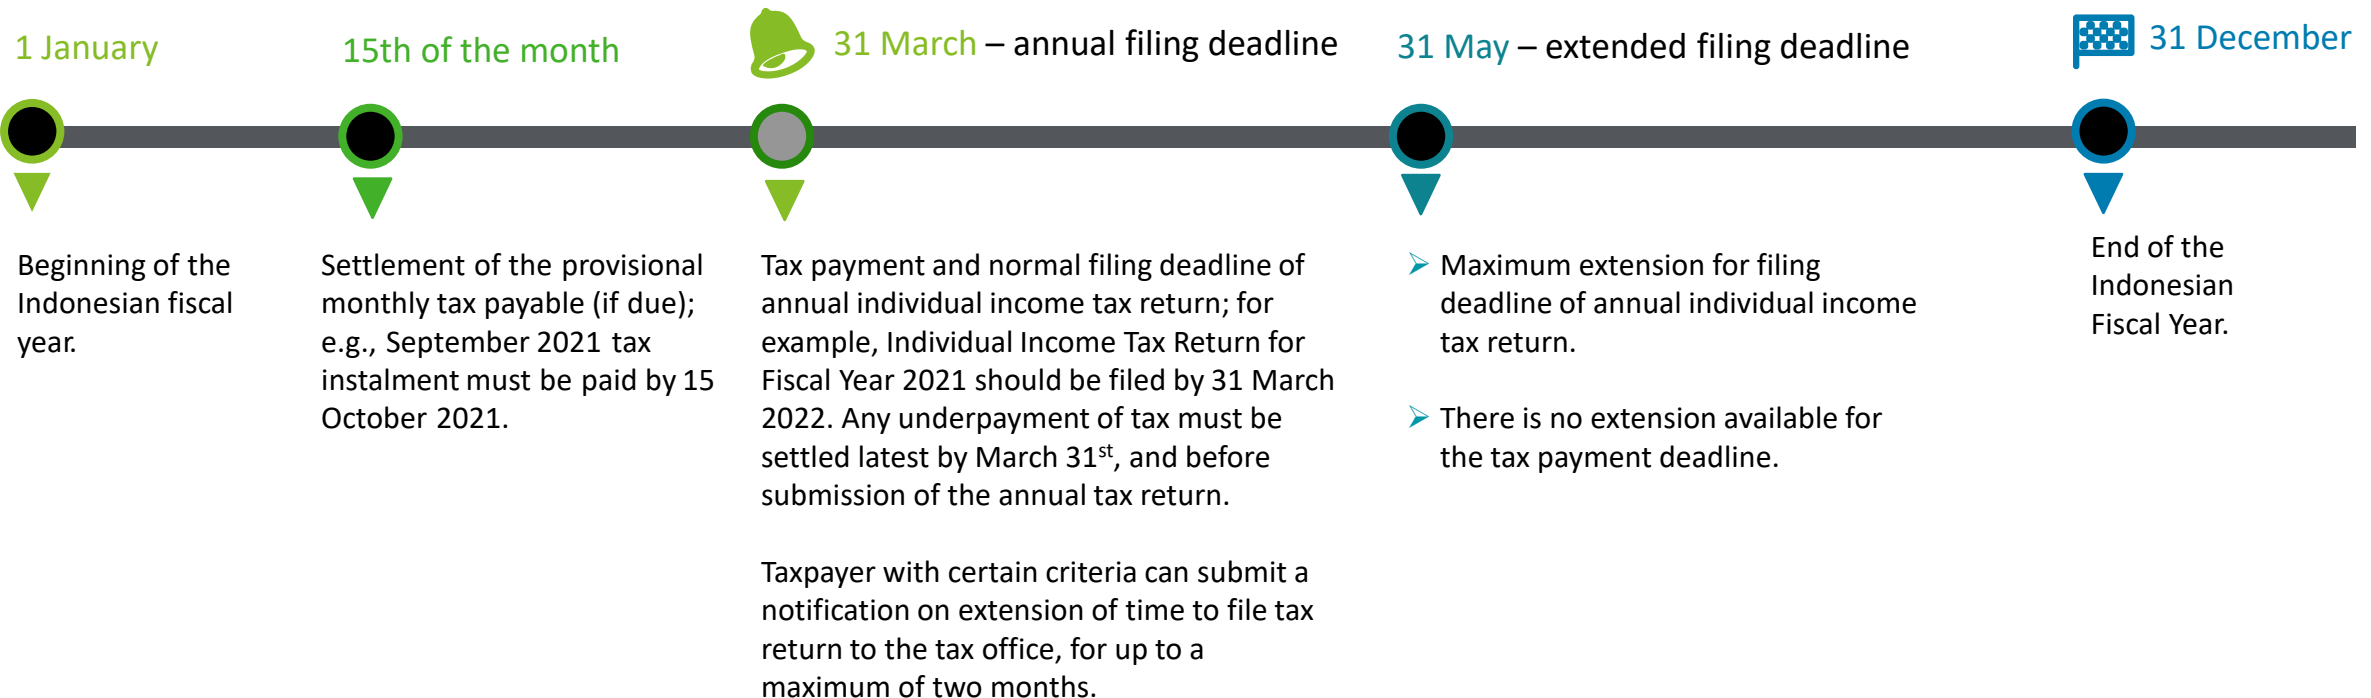 1 January
Beginning of the
Indonesian fiscal
year.
15th of the month
Settlement of the provisional
monthly tax payable (if due);
e.g., September 2021 tax
instalment must be paid by 15
October 2021.
31 March – annual filing deadline
Tax payment and normal filing deadline of
annual individual income tax return; for
example, Individual Income Tax Return for
Fiscal Year 2021 should be filed by 31 March
2022. Any underpayment of tax must be
settled latest by March 31st, and before
submission of the annual tax return.
Taxpayer with certain criteria can submit a
notification on extension of time to file tax
return to the tax office, for up to a
maximum of two months.
31 May – extended filing deadline
➢ Maximum extension for filing
deadline of annual individual income
tax return.
➢ There is no extension available for
the tax payment deadline.
31 December
End of the
Indonesian
Fiscal Year.